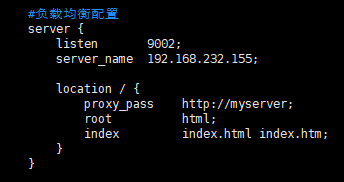 #负载均衡配置
server {
    listen       9002;
    server_name  192.168.232.155;

    location / {
        proxy_pass    http://myserver;
        root          html;
        index         index.html index.htm;
    }
}